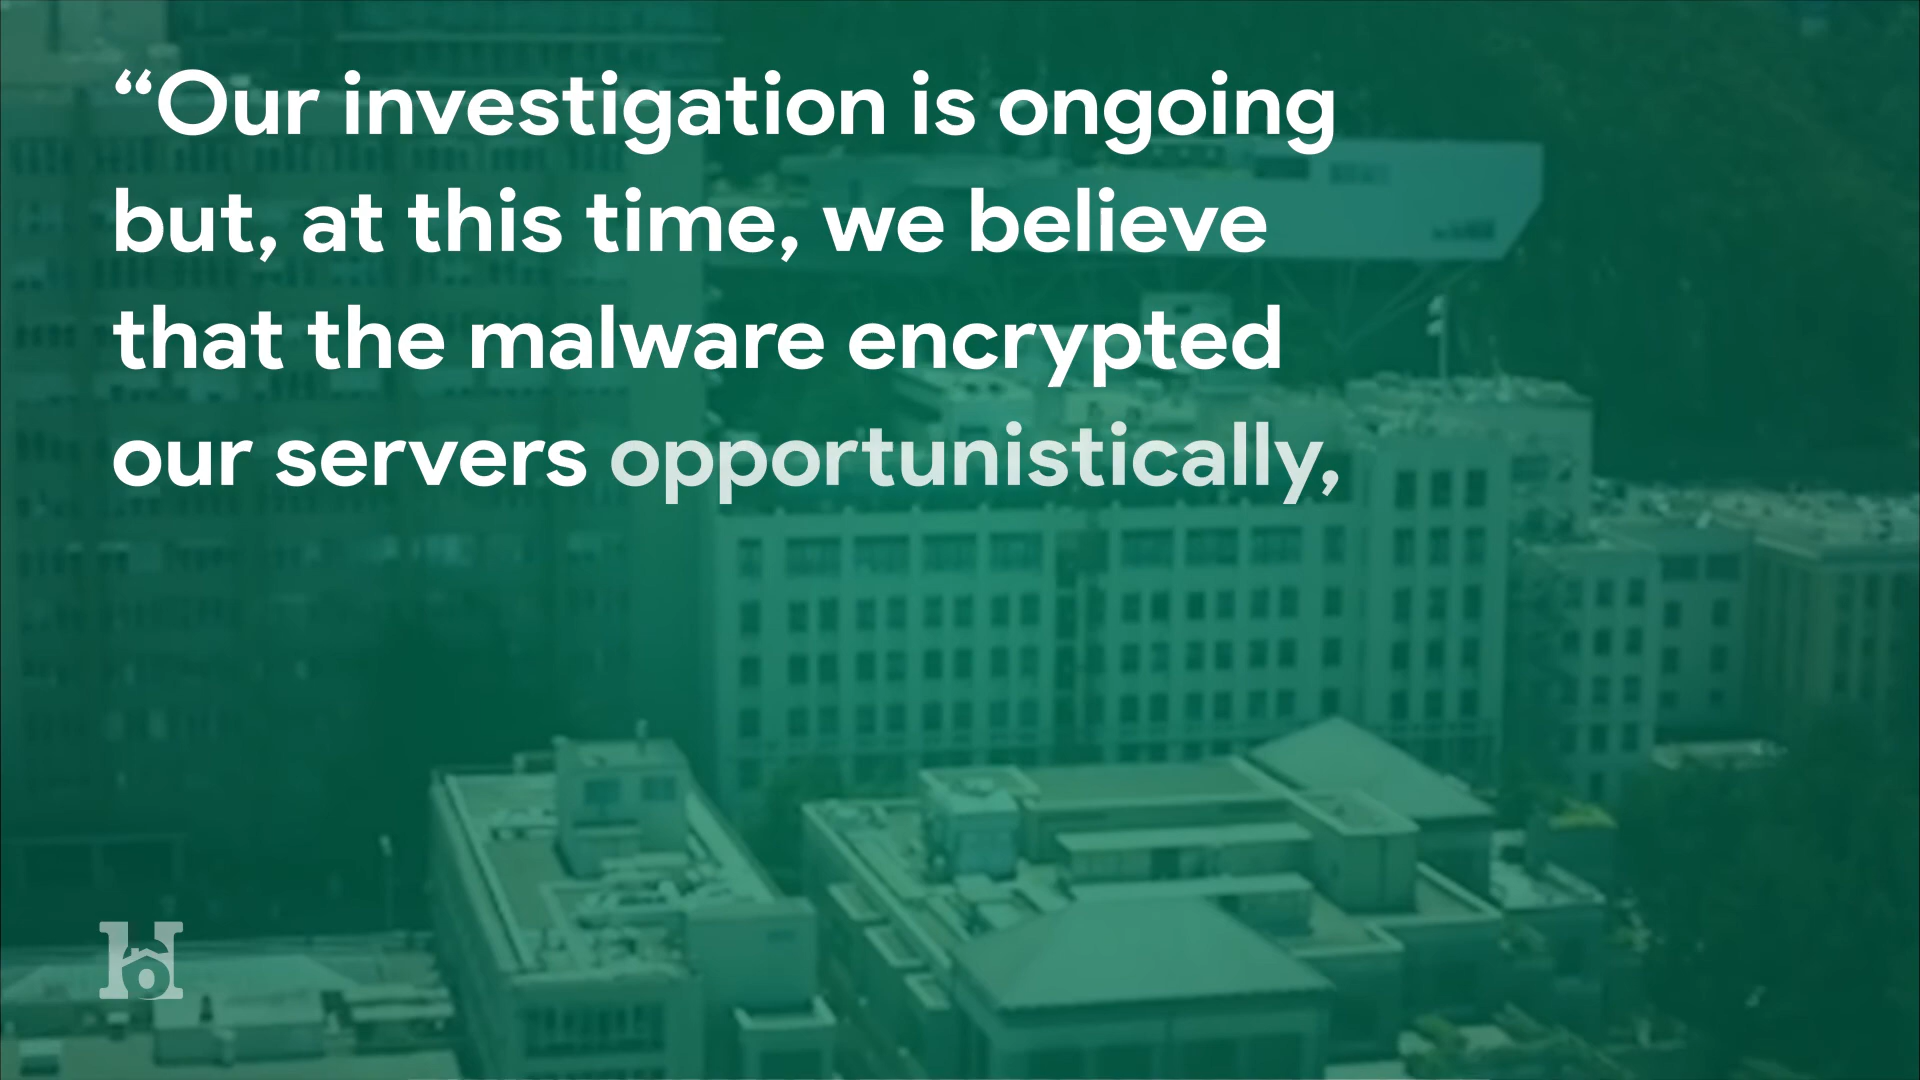 “Our investigation is ongoing
but, at this time, we believe
that the malware encrypted
our servers opportunistically,